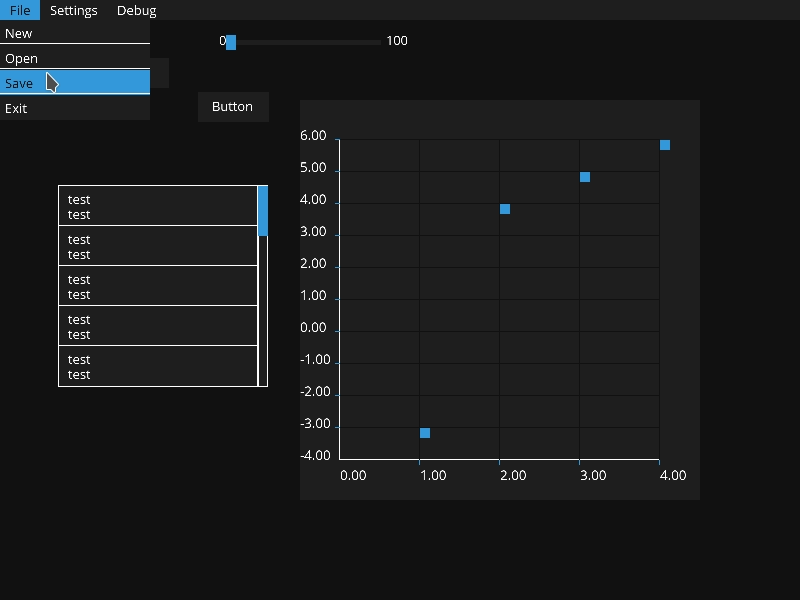 File Settings Debug
New
Open
Save
Exit
0 100
Button
test
test
test
test
test
test
test
test
test
test
6.00
5.00
4.00
3.00
2.00
1.00
0.00
-1.00
-2.00
-3.00
-4.00
0.00 1.00 2.00 3.00 4.00